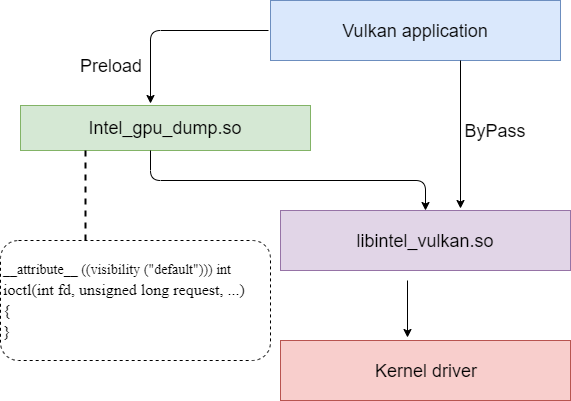 Vulkan application
Preload
Intel_gpu_dump.so
ByPass
libintel_vulkan.so
__attribute__ ((visibility ("default"))) int
ioctl(int fd, unsigned long request, ...)
{
}
Kernel driver